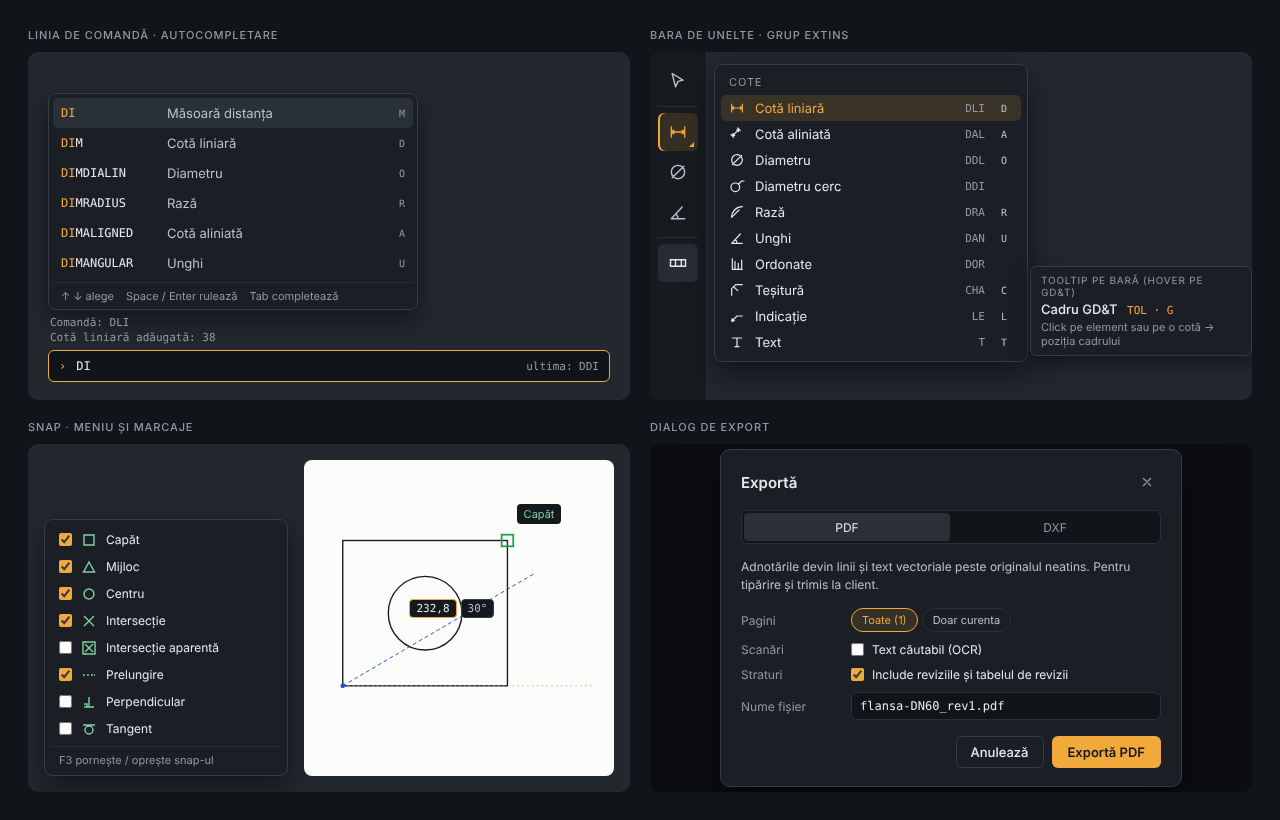 LINIA DE COMANDĂ · AUTOCOMPLETARE
DI Măsoară distanța M
DIM Cotă liniară D
DIMDIALIN Diametru O
DIMRADIUS Rază R
DIMALIGNED Cotă aliniată A
DIMANGULAR Unghi U
↑ ↓ alege Space / Enter rulează Tab completează
Comandă: DLI
Cotă liniară adăugată: 38
› DI ultima: DDI
BARA DE UNELTE · GRUP EXTINS
COTE
Cotă liniară DLI D
Cotă aliniată DAL A
Diametru DDL O
Diametru cerc DDI
Rază DRA R
Unghi DAN U
Ordonate DOR
Teșitură CHA C
Indicație LE L
Text T T
TOOLTIP PE BARĂ (HOVER PE
GD&T)
Cadru GD&T TOL · G
Click pe element sau pe o cotă →
poziția cadrului
SNAP · MENIU ȘI MARCAJE
Capăt
Mijloc
Centru
Intersecție
Intersecție aparentă
Prelungire
Perpendicular
Tangent
F3 pornește / oprește snap-ul
Capăt
232,8 30°
DIALOG DE EXPORT
Exportă
PDF DXF
Adnotările devin linii și text vectoriale peste originalul neatins. Pentru
tipărire și trimis la client.
Pagini Toate (1) Doar curenta
Scanări Text căutabil (OCR)
Straturi Include reviziile și tabelul de revizii
Nume fișier flansa-DN60_rev1.pdf
Anulează Exportă PDF